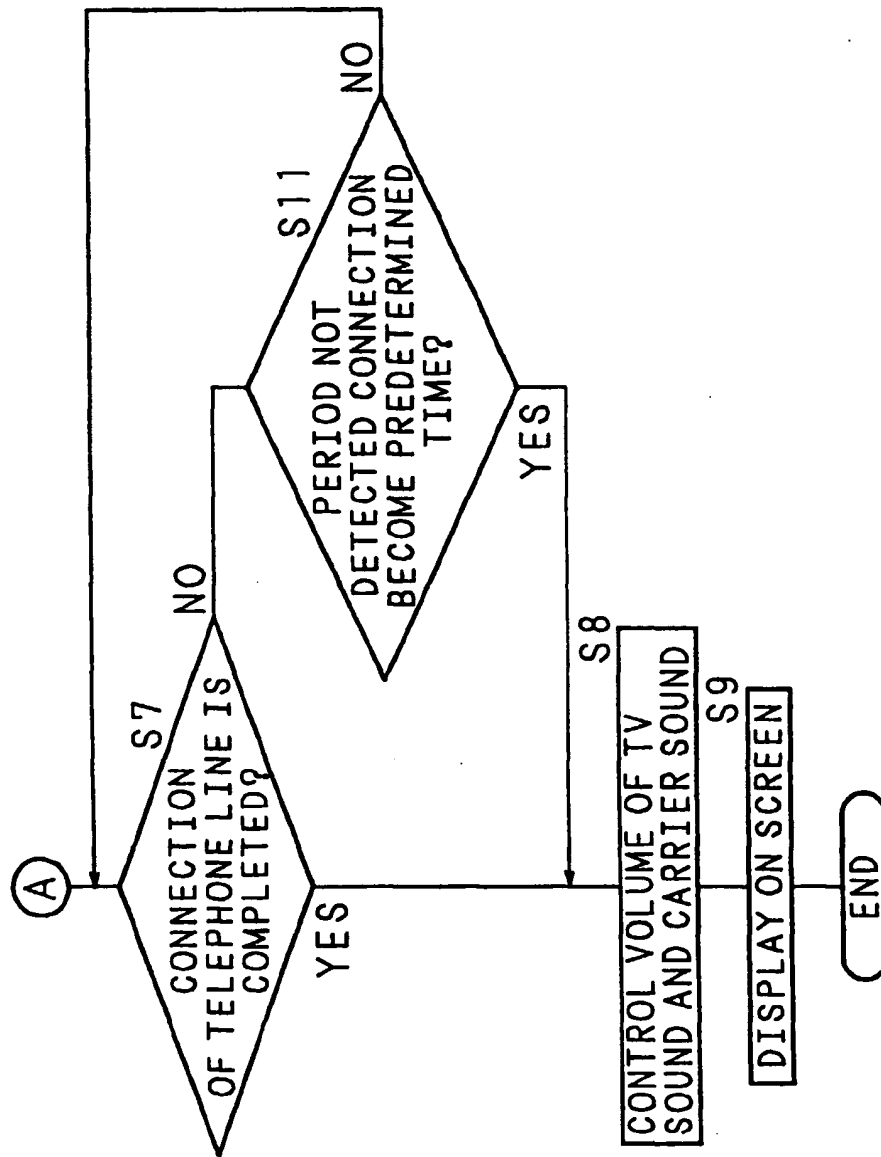 A
S7
CONNECTION
OF TELEPHONE LINE IS
COMPLETED?
NO
YES
S11
PERIOD NOT
DETECTED CONNECTION
BECOME PREDETERMINED
TIME?
NO
YES
S8
CONTROL VOLUME OF TV
SOUND AND CARRIER SOUND
S9
DISPLAY ON SCREEN
END